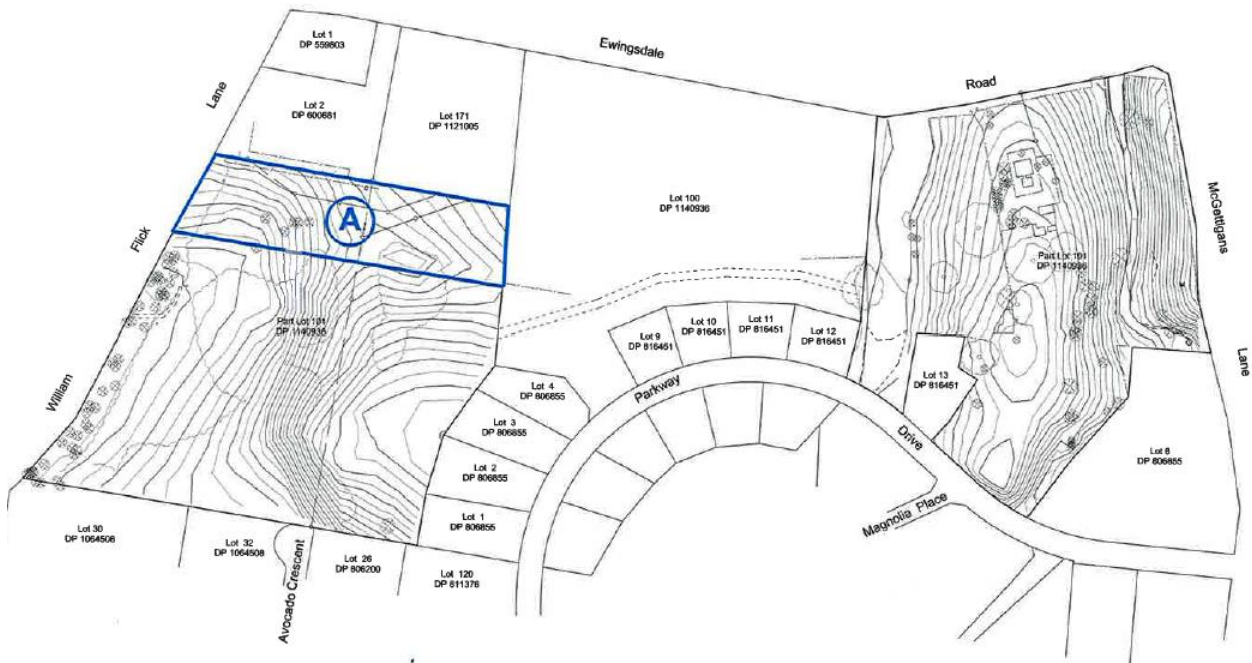 Lot 1
DP 559803
Ewingsdale
Road
Lane
Lot 2
DP 600681
Lot 171
DP 1121005
A
Lot 100
DP 1140936
McGettigans
Flick
Part Lot 101
DP 1140936
Part Lot 101
DP 1140936
Lot 9
DP 816451
Lot 10
DP 816451
Lot 11
DP 816451
Lot 12
DP 816451
Lane
William
Lot 4
DP 806855
Parkway
Lot 13
DP 816451
Lot 3
DP 806855
Drive
Lot 2
DP 806855
Lot 8
DP 806855
Lot 1
DP 806855
Magnolia Place
Lot 30
DP 1064508
Lot 32
DP 1064508
Lot 26
DP 806209
Lot 120
DP 811376
Avocado Crescent